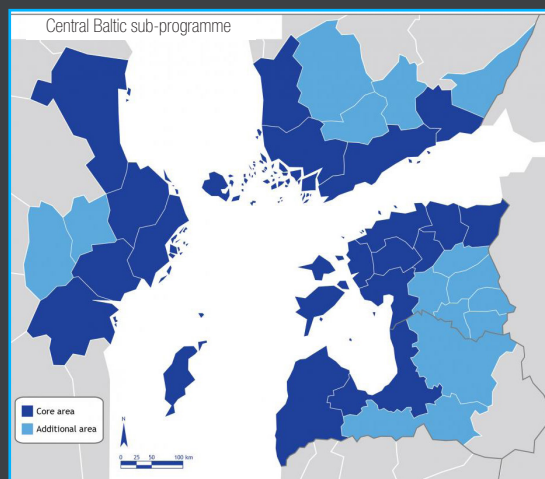 Central Baltic sub-programme
Core area
Additional area
N
0 25 50 100 km